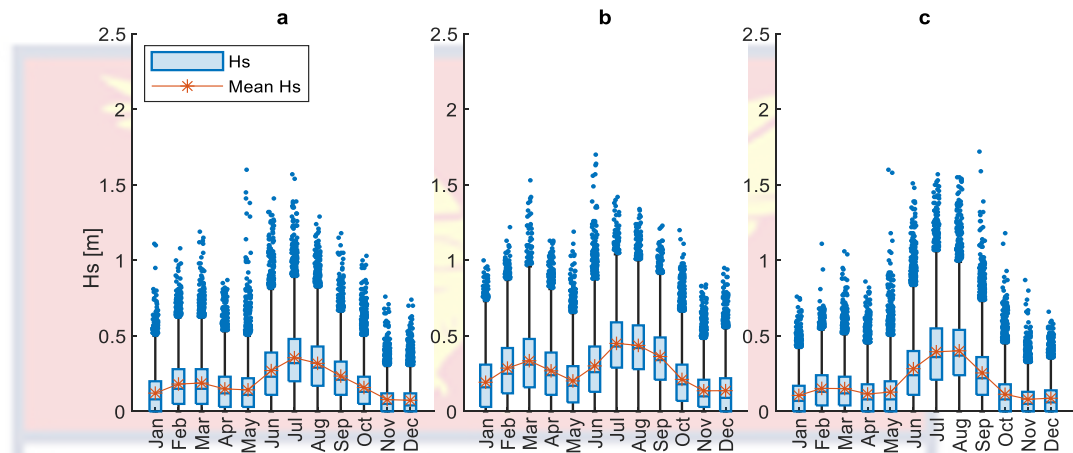 a
b
c
Hs
Mean Hs
Hs [m]
2.5
2
1.5
1
0.5
0
Jan
Feb
Mar
Apr
May
Jun
Jul
Aug
Sep
Oct
Nov
Dec
2.5
2
1.5
1
0.5
0
Jan
Feb
Mar
Apr
May
Jun
Jul
Aug
Sep
Oct
Nov
Dec
2.5
2
1.5
1
0.5
0
Jan
Feb
Mar
Apr
May
Jun
Jul
Aug
Sep
Oct
Nov
Dec